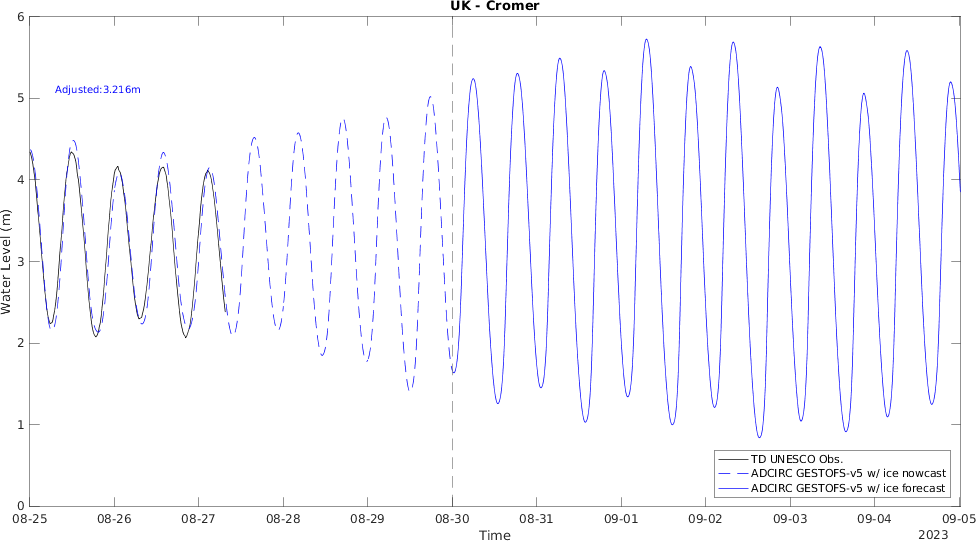 UK - Cromer
6
5
4
3
2
1
0
Water Level (m)
Adjusted:3.216m
TD UNESCO Obs.
ADCIRC GESTOFS-v5 w/ ice nowcast
ADCIRC GESTOFS-v5 w/ ice forecast
08-25 08-26 08-27 08-28 08-29 08-30 08-31 09-01 09-02 09-03 09-04 09-05
Time
2023